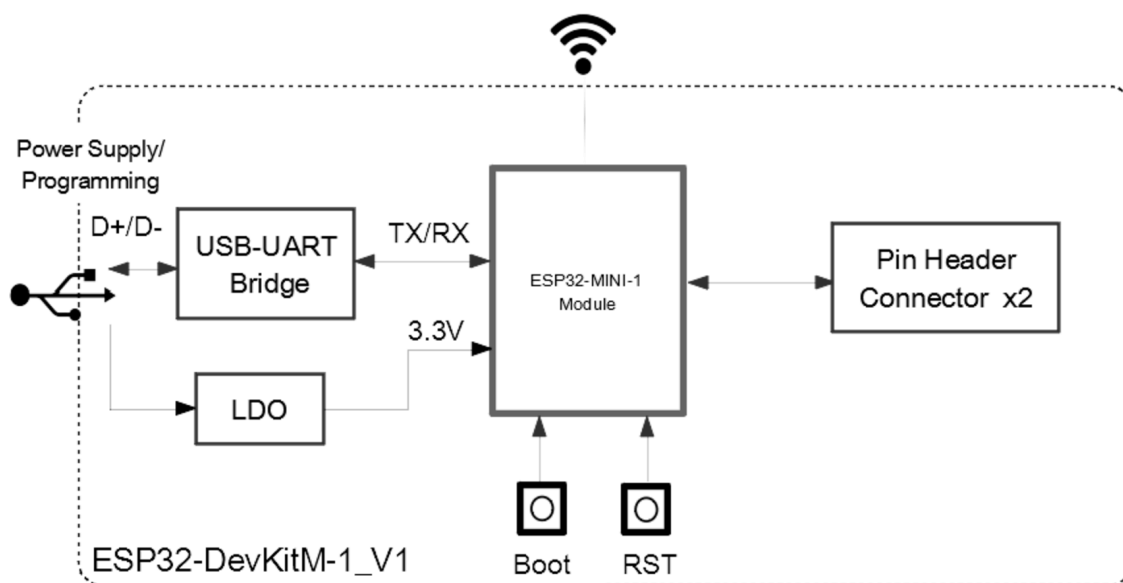 Power Supply/
Programming
D+/D-
USB-UART
Bridge
TX/RX
ESP32-MINI-1
Module
Pin Header
Connector x2
3.3V
LDO
Boot
RST
ESP32-DevKitM-1_V1